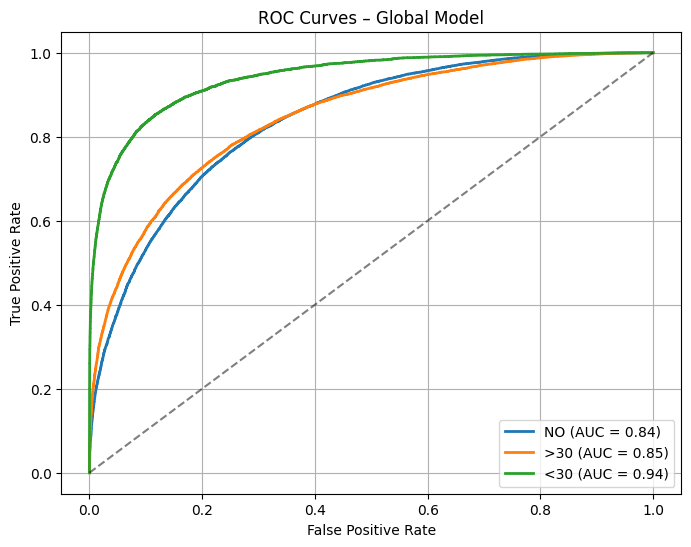 ROC Curves – Global Model
True Positive Rate
1.0
0.8
0.6
0.4
0.2
0.0
0.0 0.2 0.4 0.6 0.8 1.0
False Positive Rate
NO (AUC = 0.84)
>30 (AUC = 0.85)
<30 (AUC = 0.94)